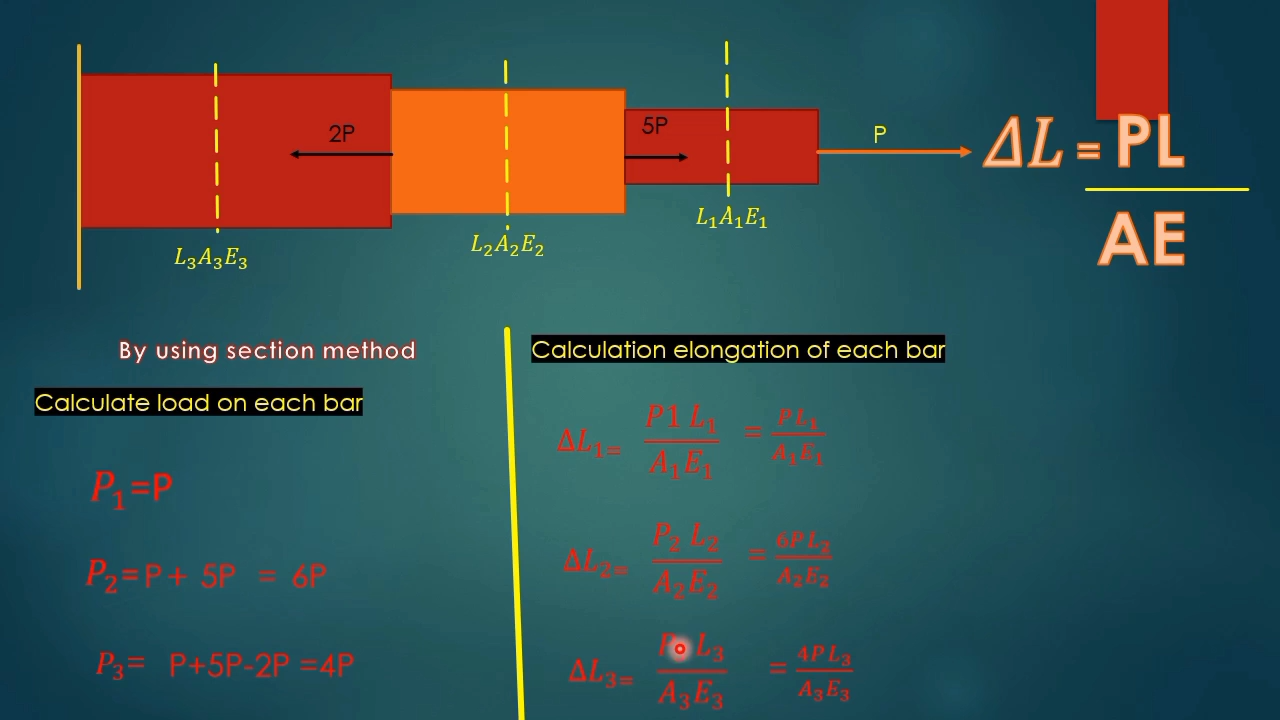 2P
5P
P
ΔL = PL
AE
L₃A₃E₃
L₂A₂E₂
L₁A₁E₁
By using section method
Calculate load on each bar
P₁=P
P₂= P + 5P = 6P
P₃= P+5P-2P =4P
Calculation elongation of each bar
ΔL₁= P1 L₁ / A₁E₁ = PL₁ / A₁E₁
ΔL₂= P₂ L₂ / A₂E₂ = 6PL₂ / A₂E₂
ΔL₃= P L₃ / A₃E₃ = 4PL₃ / A₃E₃